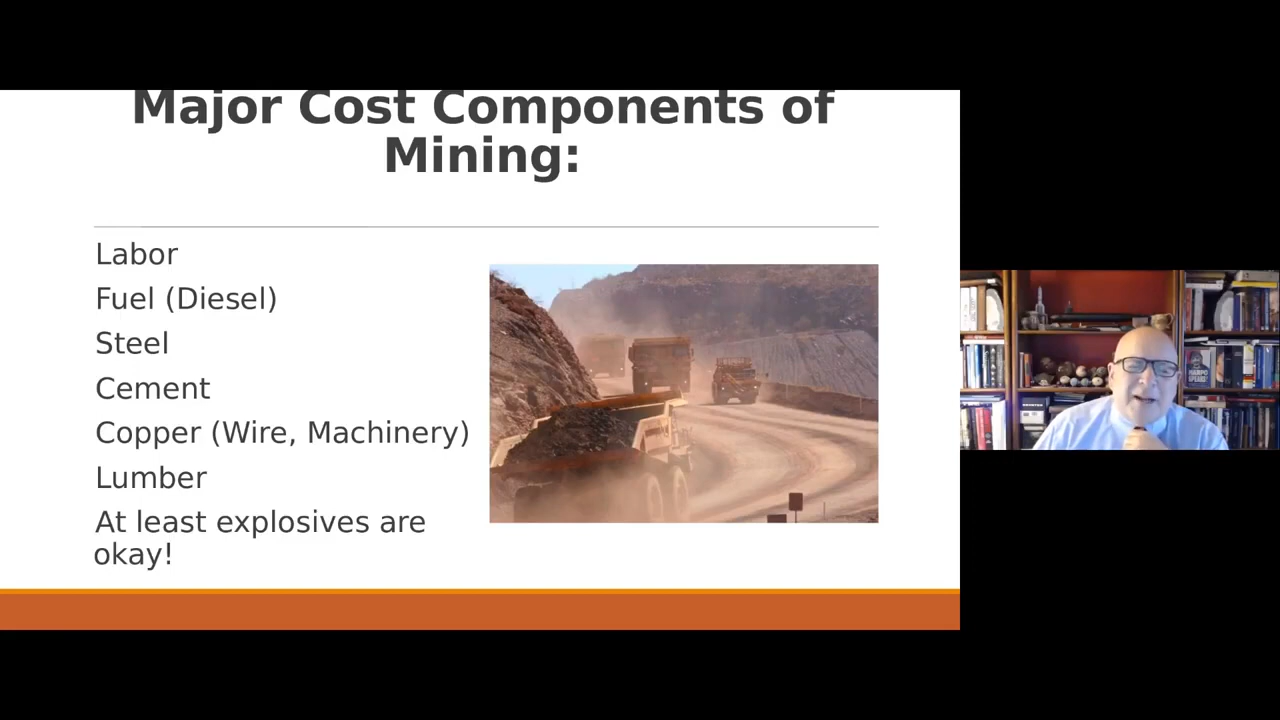 Major Cost Components of
Mining:
Labor
Fuel (Diesel)
Steel
Cement
Copper (Wire, Machinery)
Lumber
At least explosives are
okay!